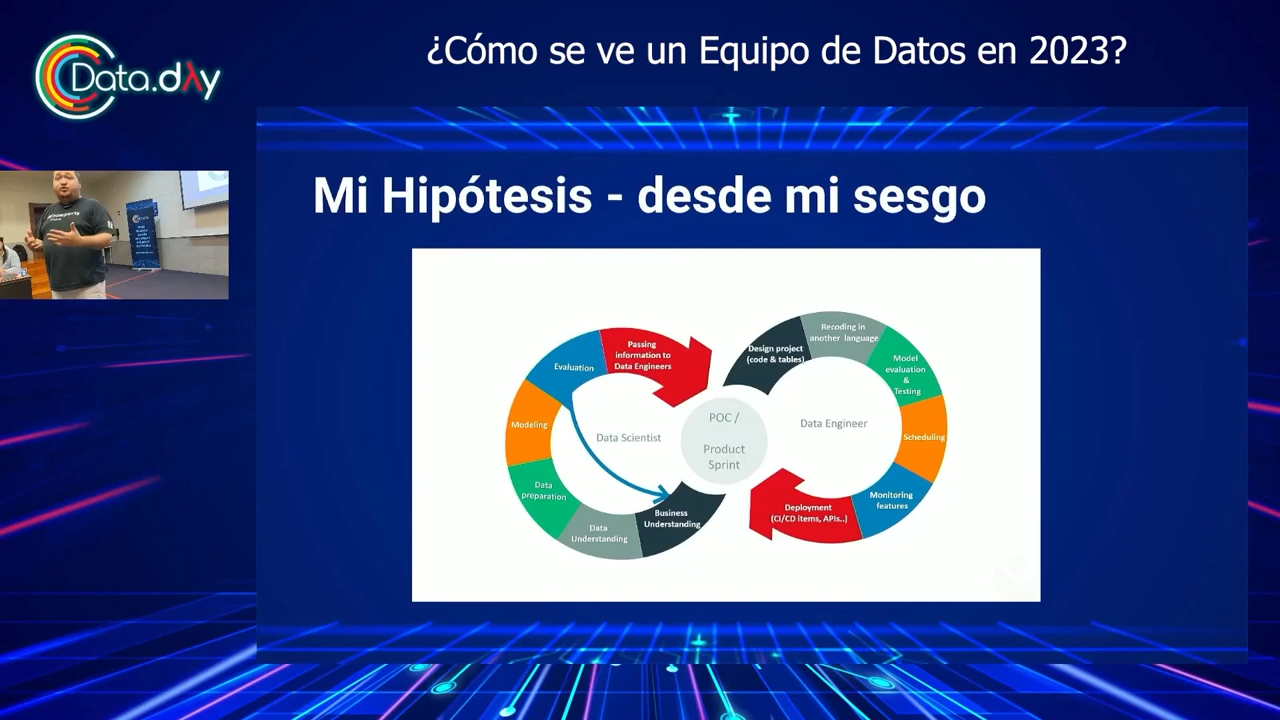 ¿Cómo se ve un Equipo de Datos en 2023?
Data.dλy
Mi Hipótesis - desde mi sesgo
Passing
information to
Data Engineers
Evaluation
Modeling
Data
preparation
Data
Understanding
Business
Understanding
Data Scientist
POC /
Product
Sprint
Design project
(code & tables)
Recoding in
another language
Model
evaluation
&
Testing
Scheduling
Monitoring
features
Deployment
(CI/CD items, APIs..)
Data Engineer